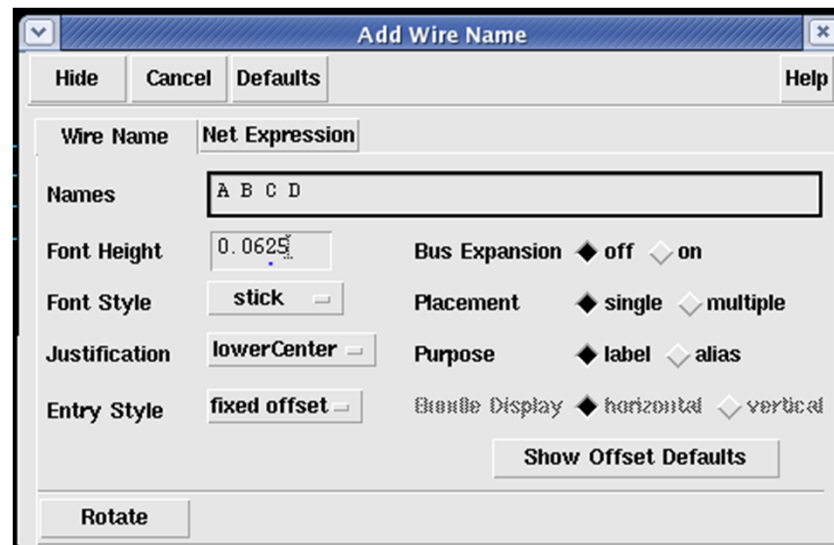 Add Wire Name
Hide Cancel Defaults Help
Wire Name Net Expression
Names A B C D
Font Height 0.0625 Bus Expansion off on
Font Style stick Placement single multiple
Justification lowerCenter Purpose label alias
Entry Style fixed offset Bundle Display horizontal vertical
Show Offset Defaults
Rotate